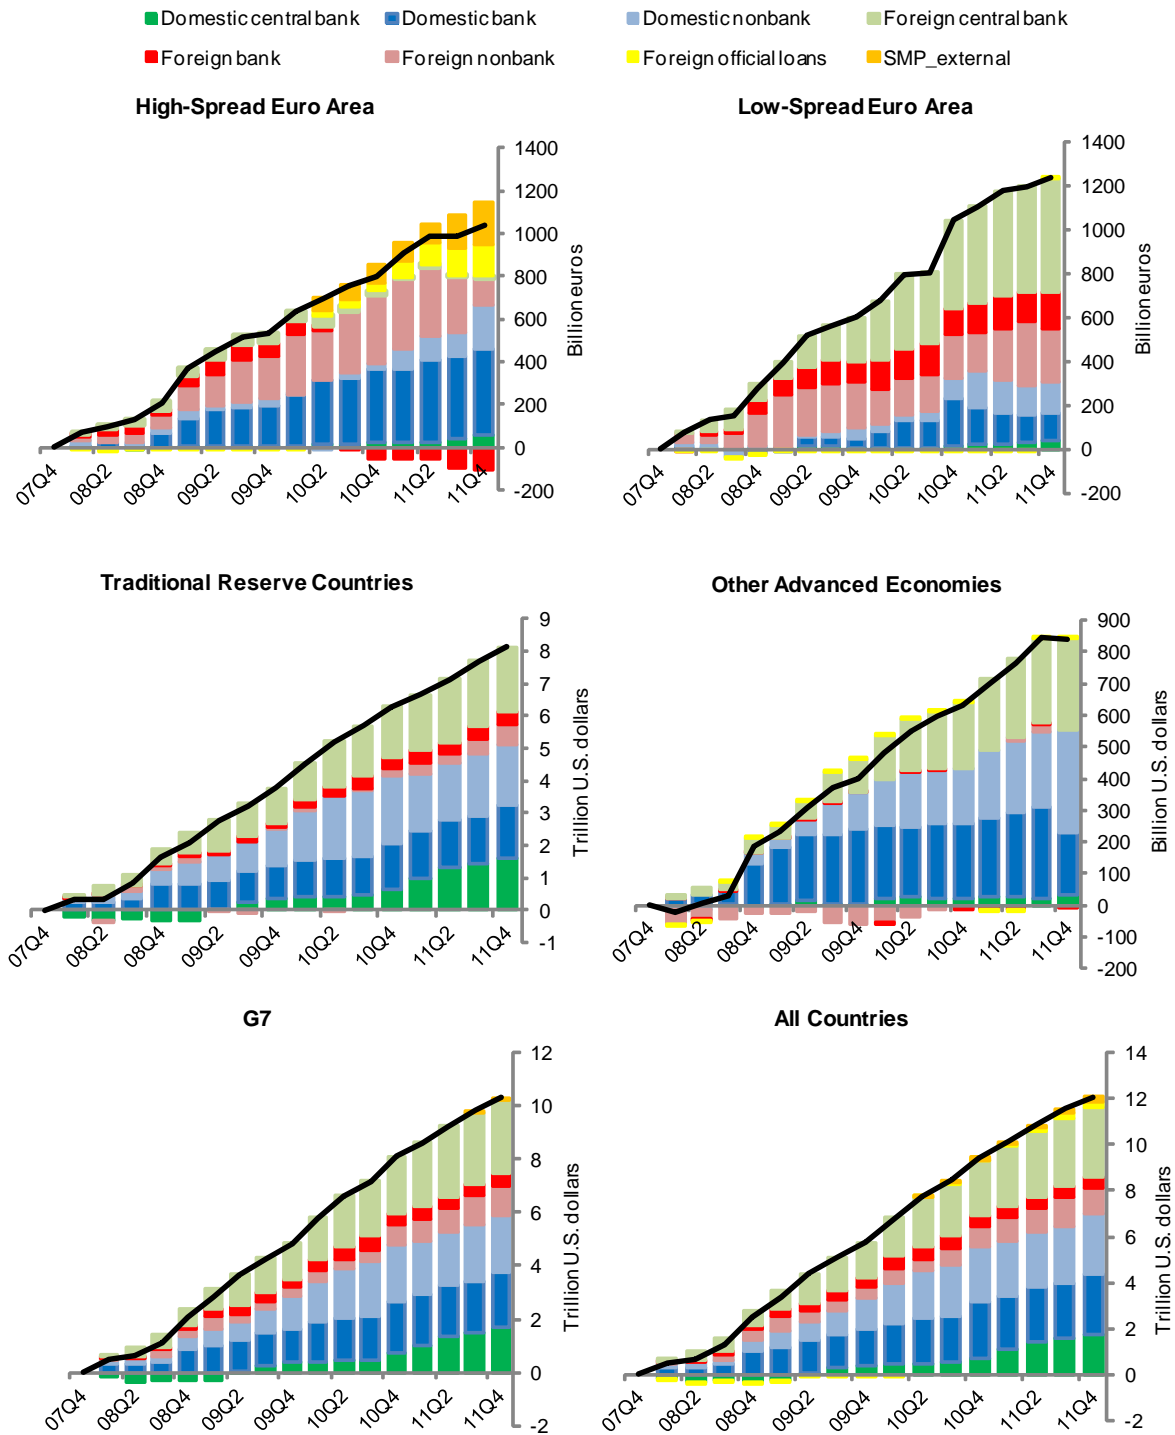 Domestic central bank
Domestic bank
Domestic nonbank
Foreign central bank
Foreign bank
Foreign nonbank
Foreign official loans
SMP_external
High-Spread Euro Area
1400
1200
1000
800
600
400
200
0
-200
Billion euros
07Q4
08Q2
08Q4
09Q2
09Q4
10Q2
10Q4
11Q2
11Q4
Low-Spread Euro Area
1400
1200
1000
800
600
400
200
0
-200
Billion euros
07Q4
08Q2
08Q4
09Q2
09Q4
10Q2
10Q4
11Q2
11Q4
Traditional Reserve Countries
9
8
7
6
5
4
3
2
1
0
-1
Trillion U.S. dollars
07Q4
08Q2
08Q4
09Q2
09Q4
10Q2
10Q4
11Q2
11Q4
Other Advanced Economies
900
800
700
600
500
400
300
200
100
0
-100
-200
Billion U.S. dollars
07Q4
08Q2
08Q4
09Q2
09Q4
10Q2
10Q4
11Q2
11Q4
G7
12
10
8
6
4
2
0
-2
Trillion U.S. dollars
07Q4
08Q2
08Q4
09Q2
09Q4
10Q2
10Q4
11Q2
11Q4
All Countries
14
12
10
8
6
4
2
0
-2
Trillion U.S. dollars
07Q4
08Q2
08Q4
09Q2
09Q4
10Q2
10Q4
11Q2
11Q4